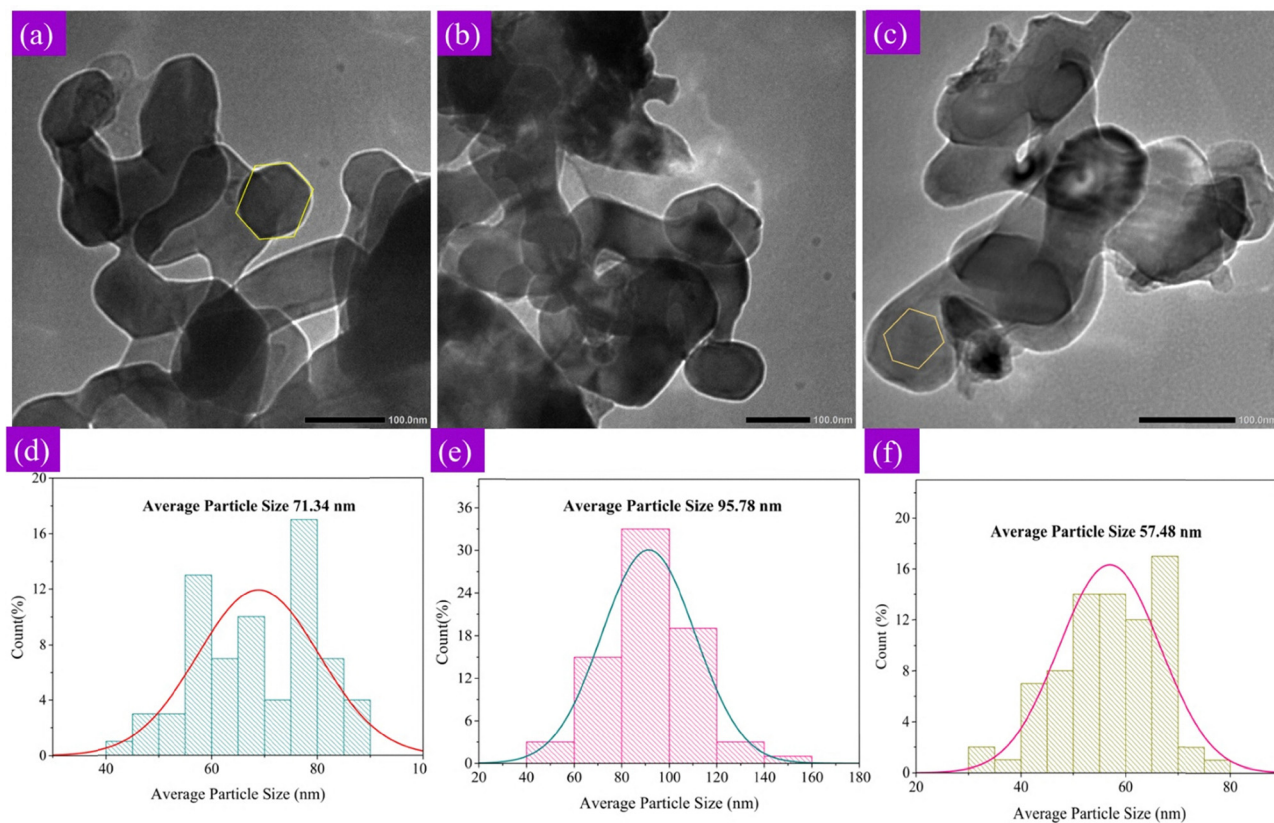 (a)
(b)
(c)
100.0nm
100.0nm
100.0nm
(d)
(e)
(f)
Average Particle Size 71.34 nm
20
16
12
8
4
0
Count(%)
40 60 80 10
Average Particle Size (nm)
Average Particle Size 95.78 nm
36
30
24
18
12
6
0
Count(%)
20 40 60 80 100 120 140 160 180
Average Particle Size (nm)
Average Particle Size 57.48 nm
20
16
12
8
4
0
Count (%)
20 40 60 80
Average Particle Size (nm)